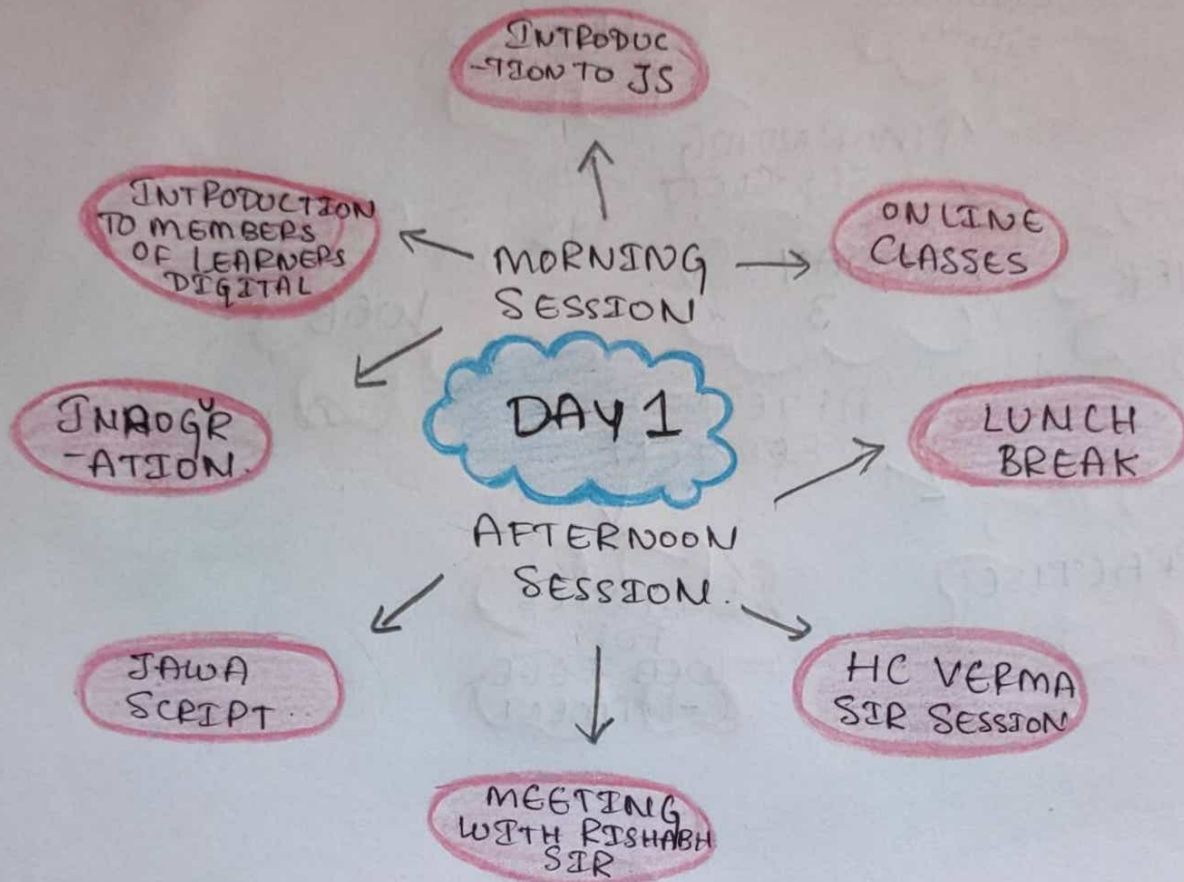 INTRODUC
-TION TO JS
INTRODUCTION
TO MEMBERS
OF LEARNERS
DIGITAL
MORNING
SESSION
ONLINE
CLASSES
INAOGUR
-ATION.
DAY 1
LUNCH
BREAK
AFTERNOON
SESSION.
JAWA
SCRIPT.
HC VERMA
SIR SESSION
MEETING
WITH RISHABH
SIR